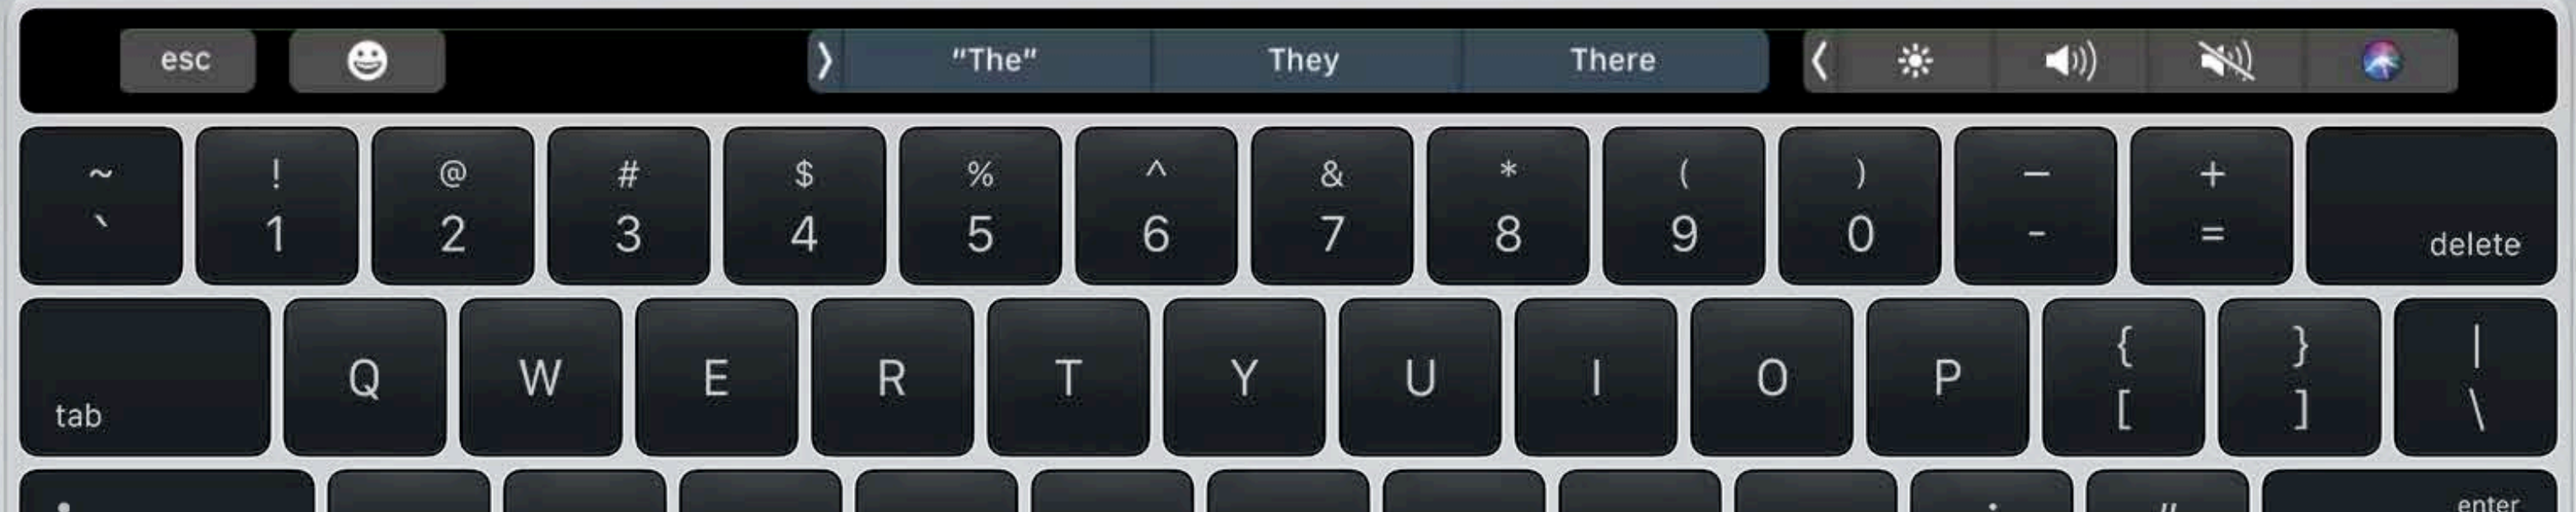 esc "The" They There
~ ! @ # $ % ^ & * ( ) — +
` 1 2 3 4 5 6 7 8 9 0 - = delete
Q W E R T Y U I O P { } |
tab [ ] \
: " enter